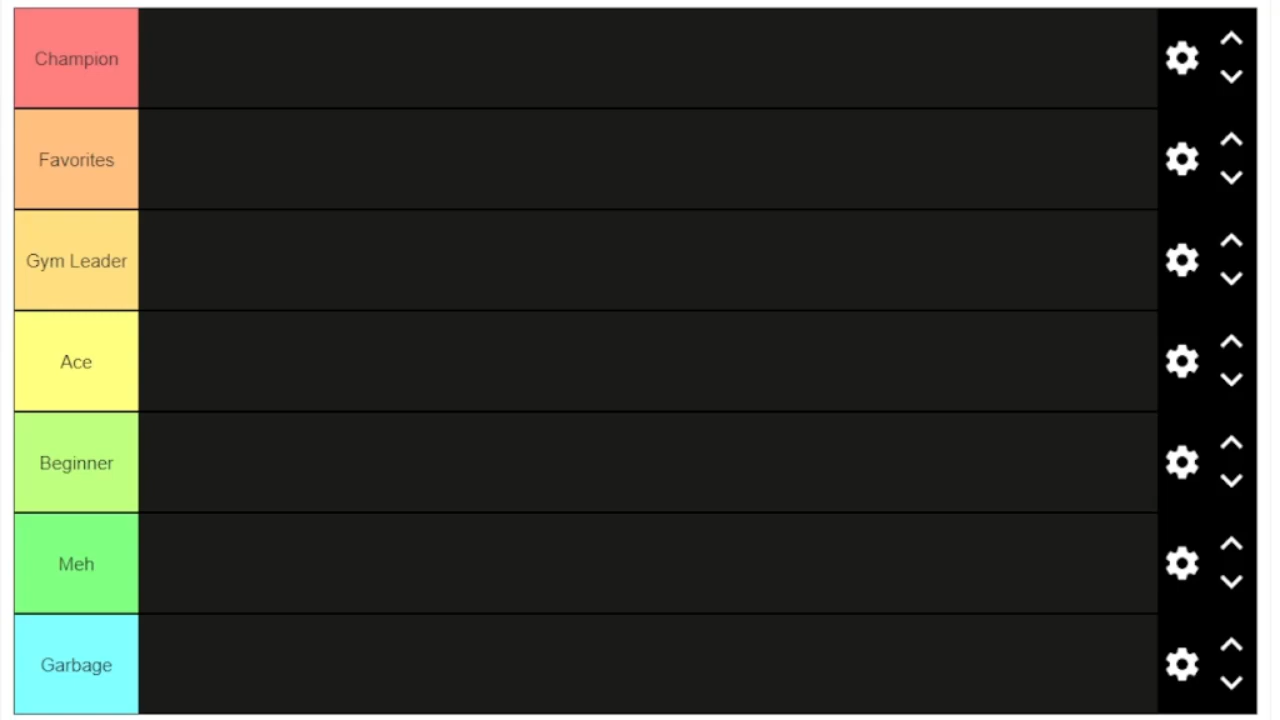 Champion
Favorites
Gym Leader
Ace
Beginner
Meh
Garbage